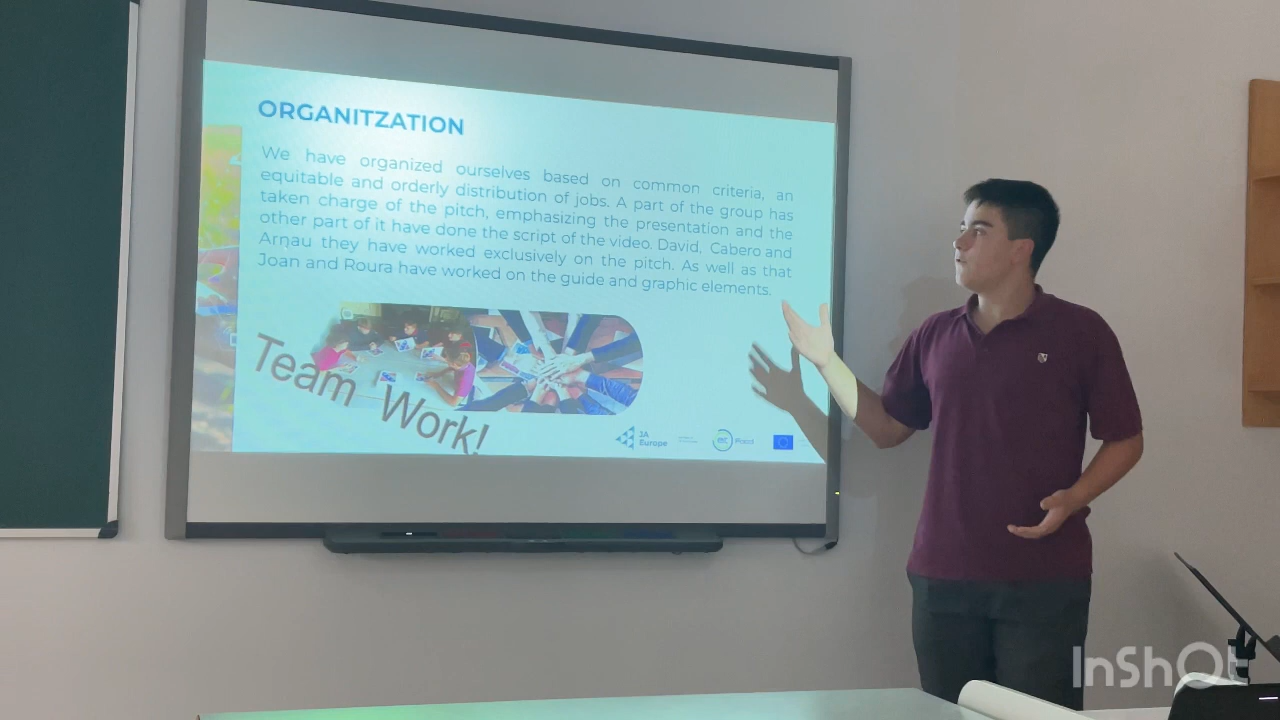 ORGANITZATION
We have organized ourselves based on common criteria, an
equitable and orderly distribution of jobs. A part of the group has
taken charge of the pitch, emphasizing the presentation and the
other part of it have done the script of the video. David, Cabero and
Arnau they have worked exclusively on the pitch. As well as that
Joan and Roura have worked on the guide and graphic elements.
Team Work!
JA
Europe
InShOt